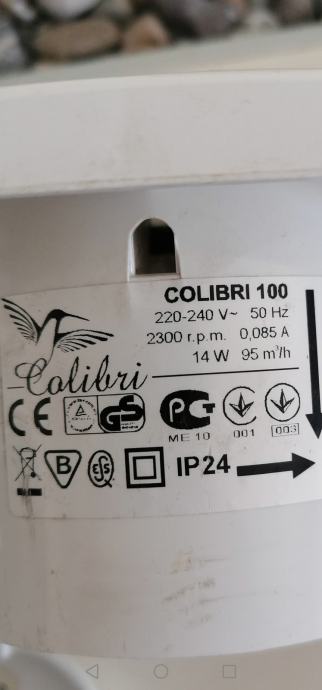 COLIBRI 100
220-240 V~ 50 Hz
2300 r.p.m. 0,085 A
14 W 95 m³/h
Colibri
CE GS PCT
ME 10 001 003
B
IP24